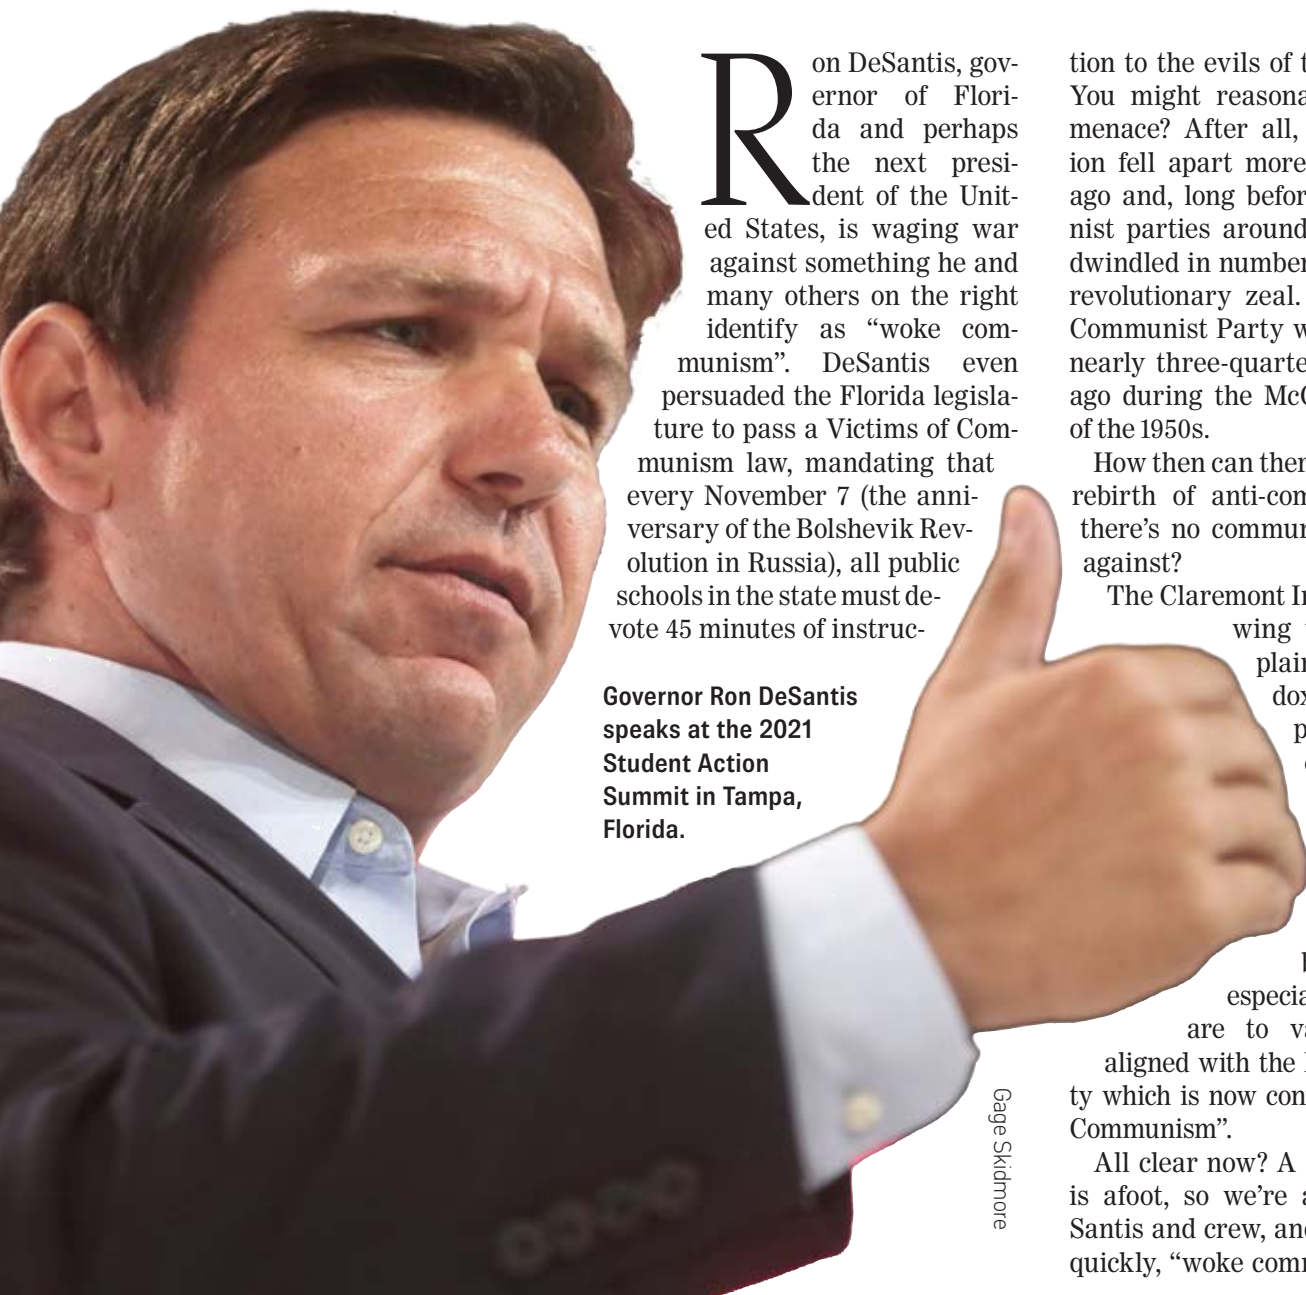 Ron DeSantis, gov-
ernor of Flori-
da and perhaps
the next presi-
dent of the Unit-
ed States, is waging war
against something he and
many others on the right
identify as “woke com-
munism”. DeSantis even
persuaded the Florida legisla-
ture to pass a Victims of Com-
munism law, mandating that
every November 7 (the anni-
versary of the Bolshevik Rev-
olution in Russia), all public
schools in the state must de-
vote 45 minutes of instruc-
Governor Ron DeSantis
speaks at the 2021
Student Action
Summit in Tampa,
Florida.
Gage Skidmore
tion to the evils of t
You might reasona
menace? After all,
ion fell apart more
ago and, long befor
nist parties around
dwindled in number
revolutionary zeal.
Communist Party w
nearly three-quarte
ago during the McC
of the 1950s.
How then can ther
rebirth of anti-com
there’s no commun
against?
The Claremont In
wing
plain
dox
p
especia
are to va
aligned with the
ty which is now con
Communism”.
All clear now? A
is afoot, so we’re a
Santis and crew, and
quickly, “woke com